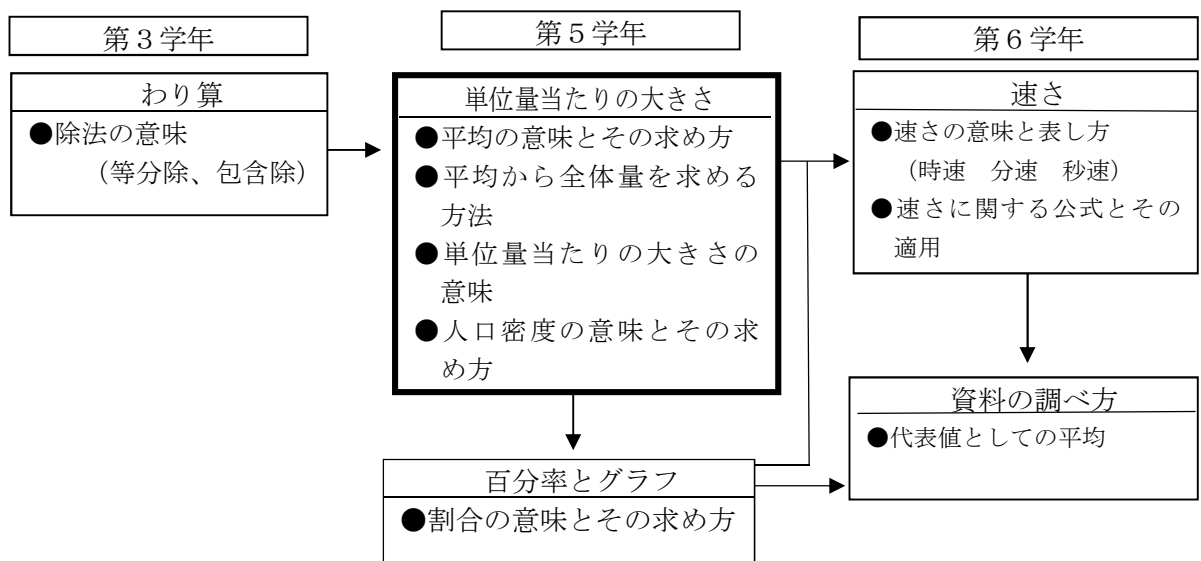 第3学年
第5学年
第6学年
わり算
●除法の意味
（等分除、包含除）
単位量当たりの大きさ
●平均の意味とその求め方
●平均から全体量を求める
方法
●単位量当たりの大きさの
意味
●人口密度の意味とその求
め方
百分率とグラフ
●割合の意味とその求め方
速さ
●速さの意味と表し方
（時速　分速　秒速）
●速さに関する公式とその
適用
資料の調べ方
●代表値としての平均